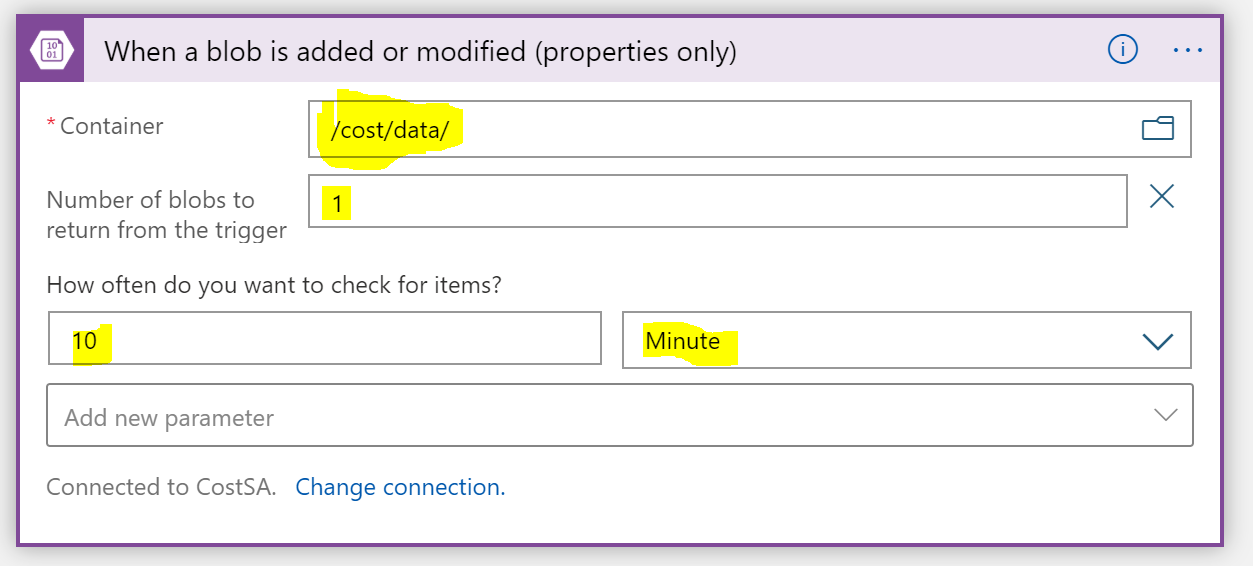 10
01
When a blob is added or modified (properties only)
* Container
/cost/data/
Number of blobs to
return from the trigger
1
How often do you want to check for items?
10
Minute
Add new parameter
Connected to CostSA. Change connection.